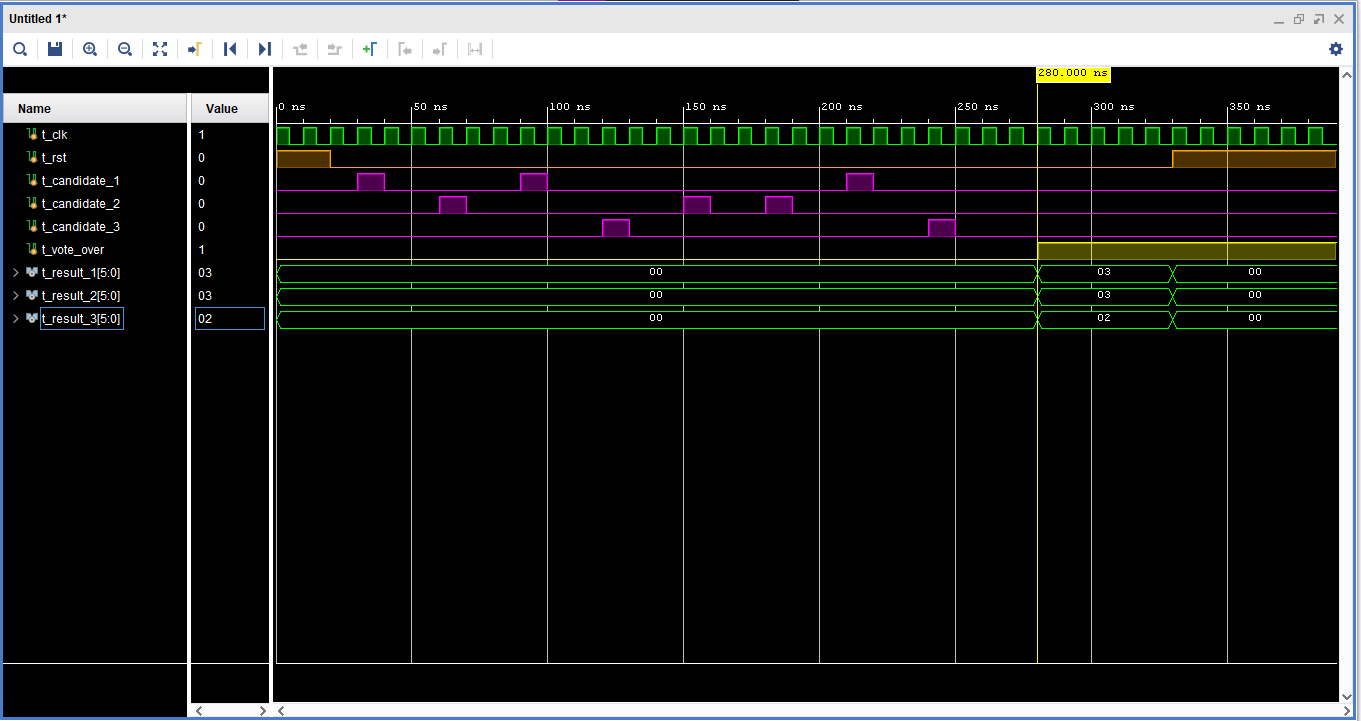 Untitled 1*
280.000 ns
Name Value
0 ns 50 ns 100 ns 150 ns 200 ns 250 ns 300 ns 350 ns
t_clk 1
t_rst 0
t_candidate_1 0
t_candidate_2 0
t_candidate_3 0
t_vote_over 1
t_result_1[5:0] 03 00 03 00
t_result_2[5:0] 03 00 03 00
t_result_3[5:0] 02 00 02 00